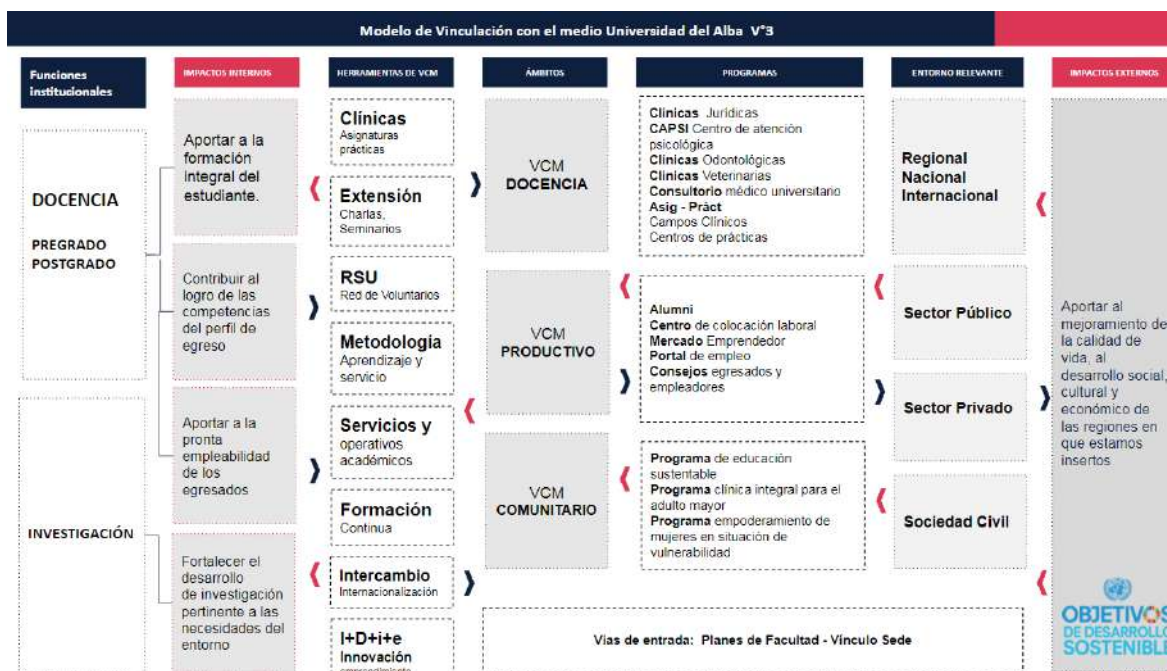 Modelo de Vinculación con el medio Universidad del Alba V°3
Funciones
institucionales
IMPACTOS INTERNOS
HERRAMIENTAS DE VCM
ÁMBITOS
PROGRAMAS
ENTORNO RELEVANTE
IMPACTOS EXTERNOS
DOCENCIA
PREGRADO
POSTGRADO
INVESTIGACIÓN
Aportar a la
formación
integral del
estudiante.
Contribuir al
logro de las
competencias
del perfil de
egreso
Aportar a la
pronta
empleabilidad
de los
egresados
Fortalecer el
desarrollo
de investigación
pertinente a las
necesidades del
entorno
Clínicas
Asignaturas
prácticas
Extensión
Charlas,
Seminarios
RSU
Red de Voluntarios
Metodología
Aprendizaje y
servicio
Servicios y
operativos
académicos
Formación
Continua
Intercambio
Internacionalización
I+D+i+e
Innovación
emprendimiento
VCM
DOCENCIA
VCM
PRODUCTIVO
VCM
COMUNITARIO
Clinicas Jurídicas
CAPSI Centro de atención
psicológica
Clinicas Odontológicas
Clinicas Veterinarias
Consultorio médico universitario
Asig - Práct
Campos Clínicos
Centros de prácticas
Alumni
Centro de colocación laboral
Mercado Emprendedor
Portal de empleo
Consejos egresados y
empleadores
Programa de educación
sustentable
Programa clínica integral para el
adulto mayor
Programa empoderamiento de
mujeres en situación de
vulnerabilidad
Regional
Nacional
Internacional
Sector Público
Sector Privado
Sociedad Civil
Aportar al
mejoramiento de
la calidad de
vida, al
desarrollo social,
cultural y
económico de
las regiones en
que estamos
insertos
Vías de entrada: Planes de Facultad - Vínculo Sede
OBJETIVOS
DE DESARROLLO
SOSTENIBLE